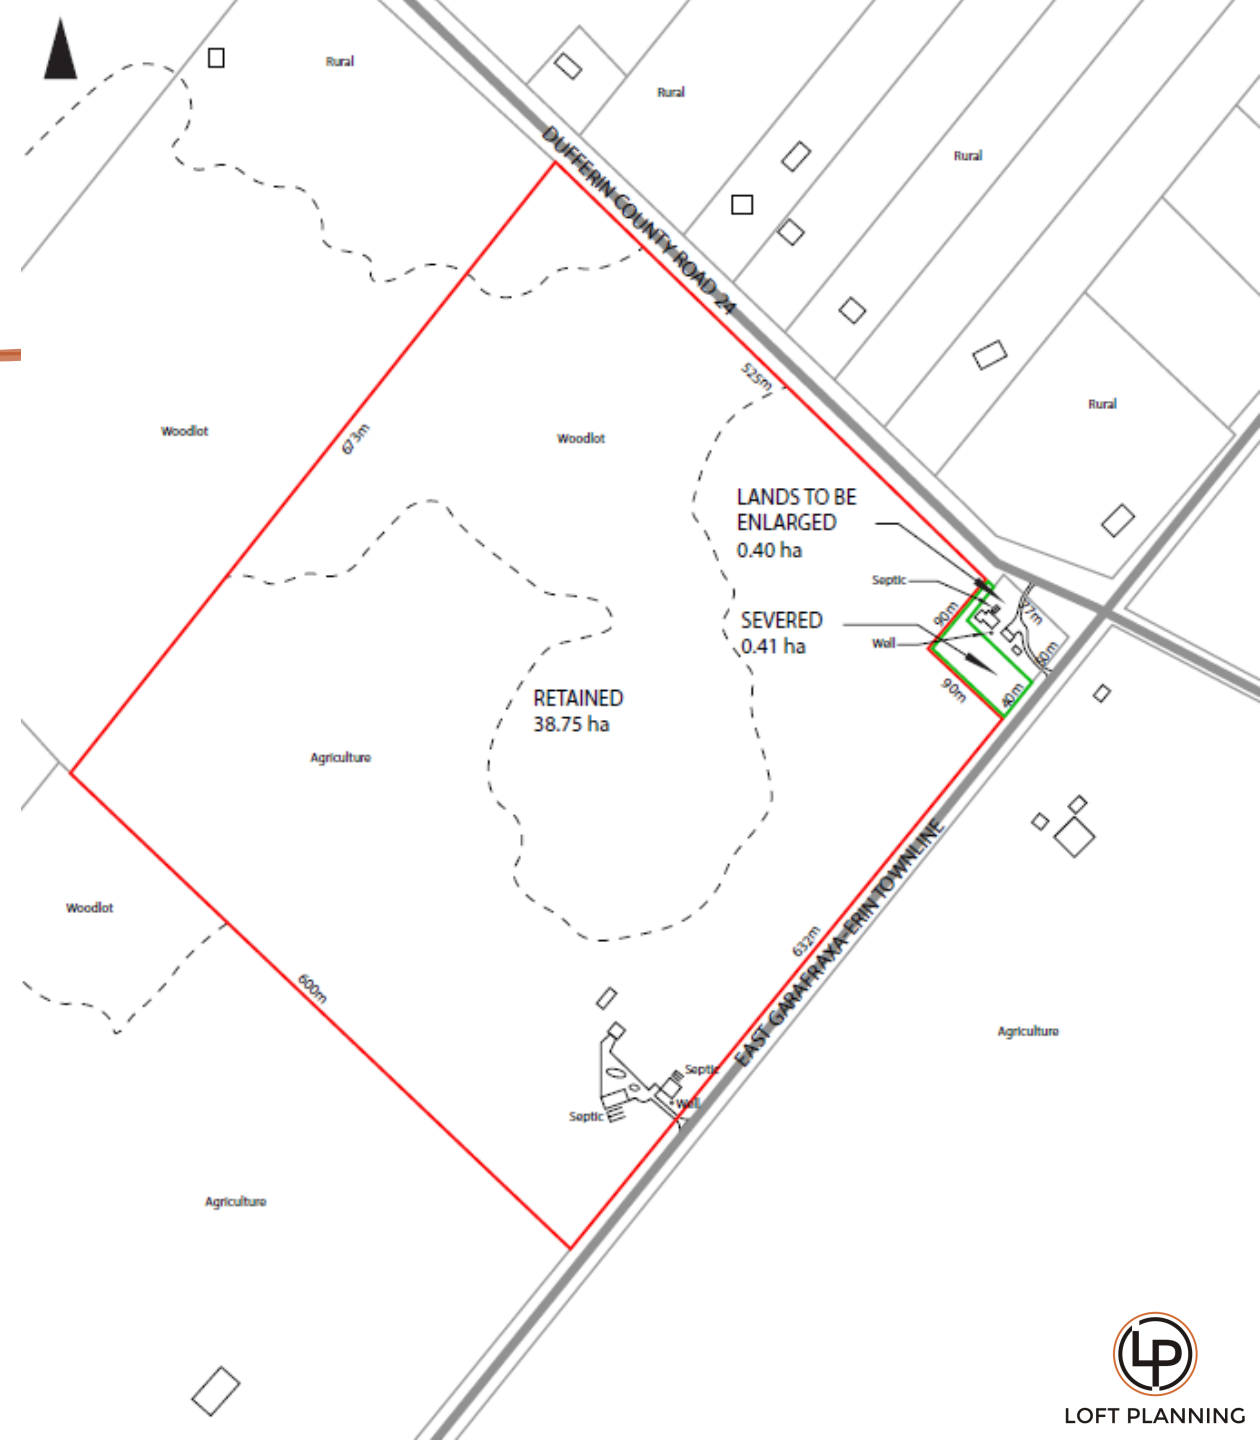 Rural
Rural
Rural
DUFFERIN COUNTY ROAD 24
525m
Rural
Woodlot
673m
Woodlot
LANDS TO BE
ENLARGED
0.40 ha
Septic
90m
77m
SEVERED
0.41 ha
Well
60m
90m
40m
RETAINED
38.75 ha
Agriculture
EAST GARAFRAXA-ERIN TOWNLINE
Woodlot
632m
600m
Agriculture
Septic
Well
Septic
Agriculture
LP
LOFT PLANNING